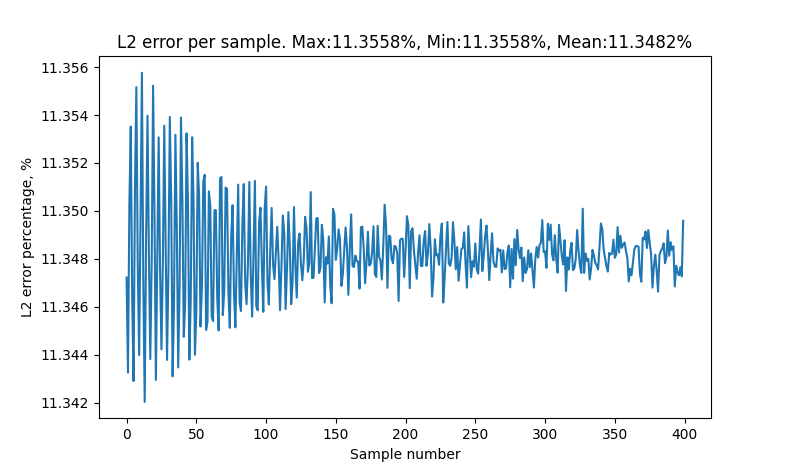 L2 error per sample. Max:11.3558%, Min:11.3558%, Mean:11.3482%
L2 error percentage, %
11.356
11.354
11.352
11.350
11.348
11.346
11.344
11.342
0 50 100 150 200 250 300 350 400
Sample number